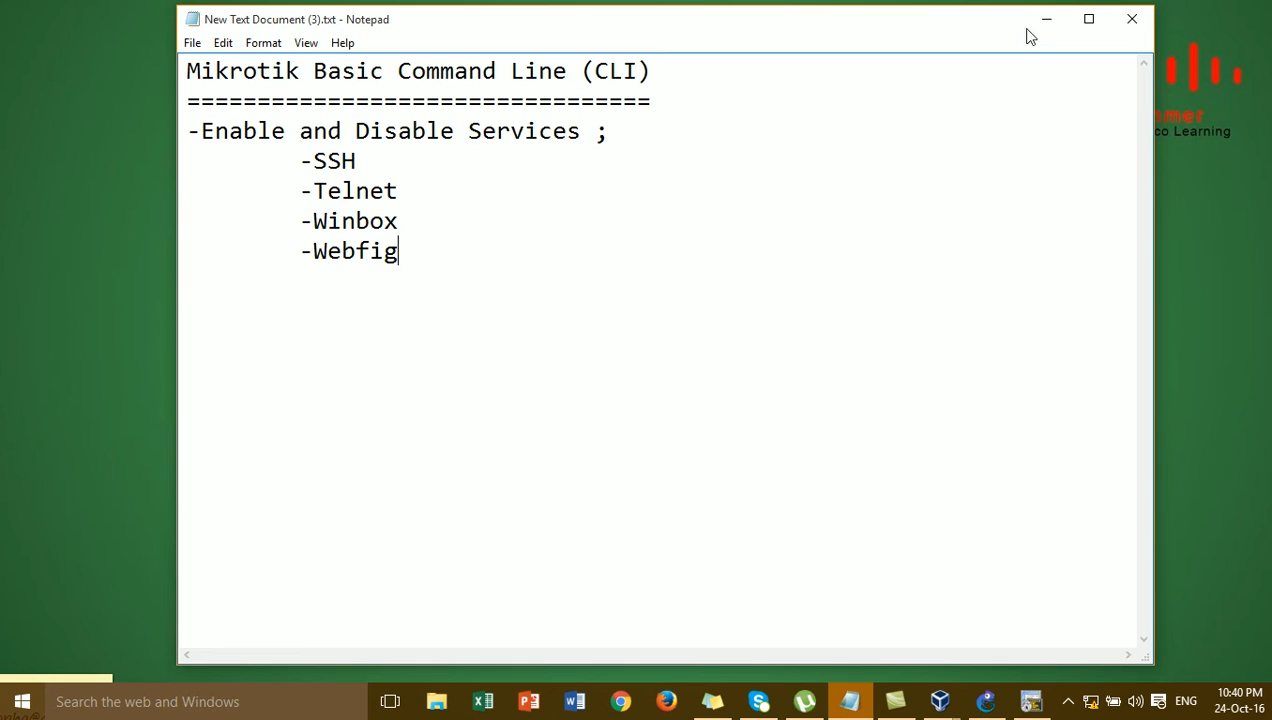 New Text Document (3).txt - Notepad
File Edit Format View Help
Mikrotik Basic Command Line (CLI)
=================================
-Enable and Disable Services ;
-SSH
-Telnet
-Winbox
-Webfig
co Learning
Search the web and Windows
ENG
10:40 PM
24-Oct-16